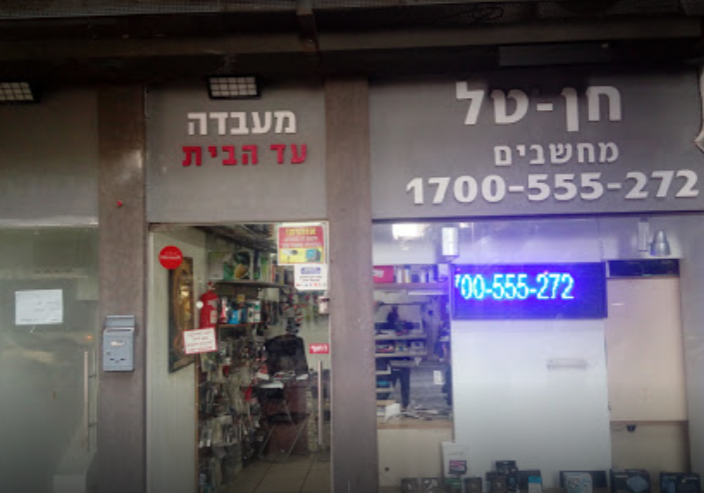 מעבדה
עד הבית
חן-טל
מחשבים
1700-555-272
700-555-272